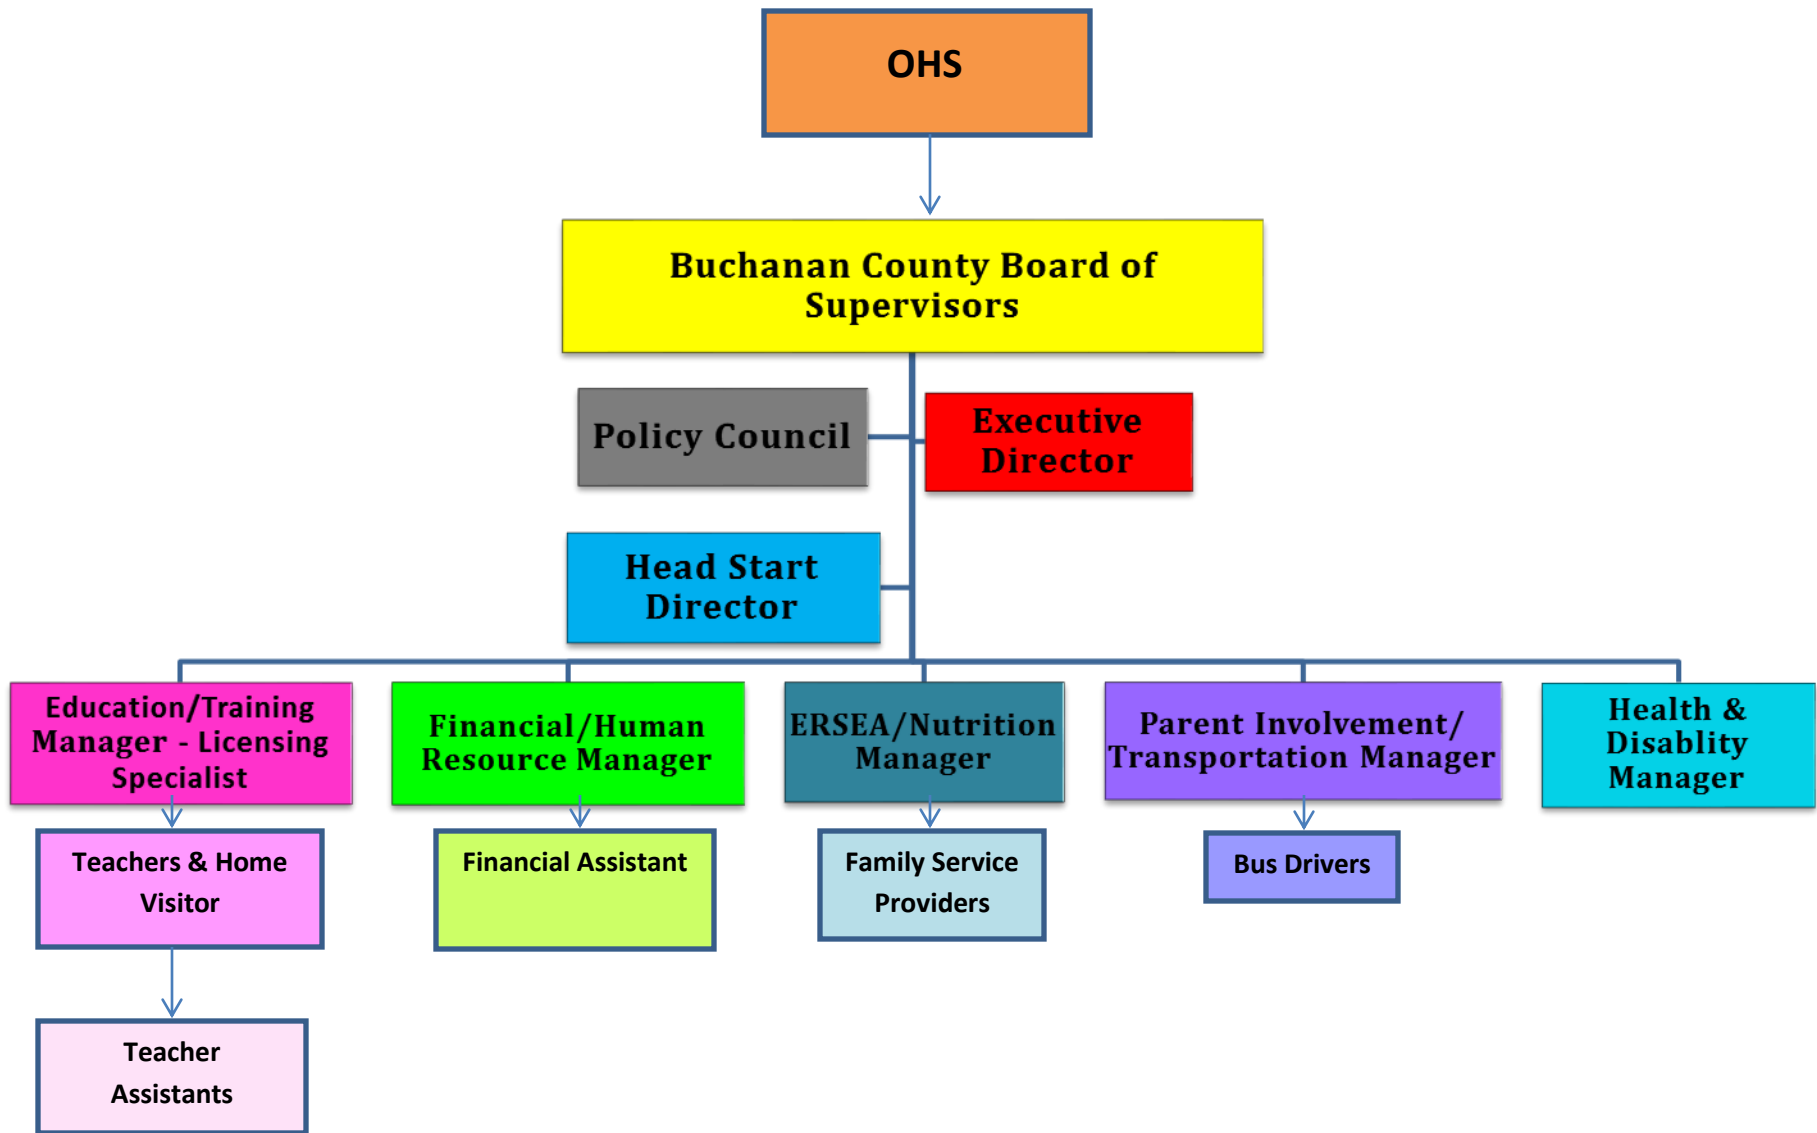 OHS
Buchanan County Board of
Supervisors
Policy Council
Executive
Director
Head Start
Director
Education/Training
Manager - Licensing
Specialist
Financial/Human
Resource Manager
ERSEA/Nutrition
Manager
Parent Involvement/
Transportation Manager
Health &
Disablity
Manager
Teachers & Home
Visitor
Financial Assistant
Family Service
Providers
Bus Drivers
Teacher
Assistants